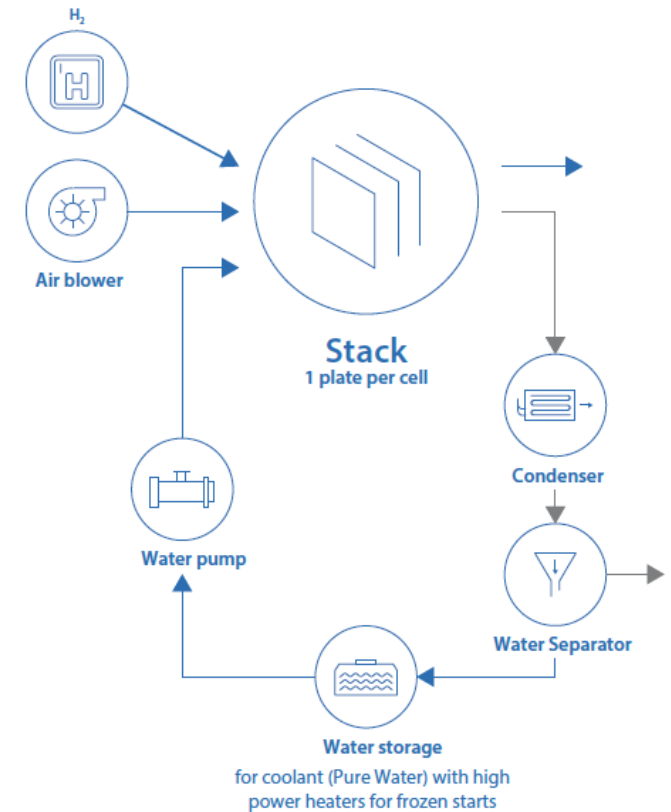 H₂
H
Air blower
Stack
1 plate per cell
Condenser
Water pump
Water Separator
Water storage
for coolant (Pure Water) with high
power heaters for frozen starts